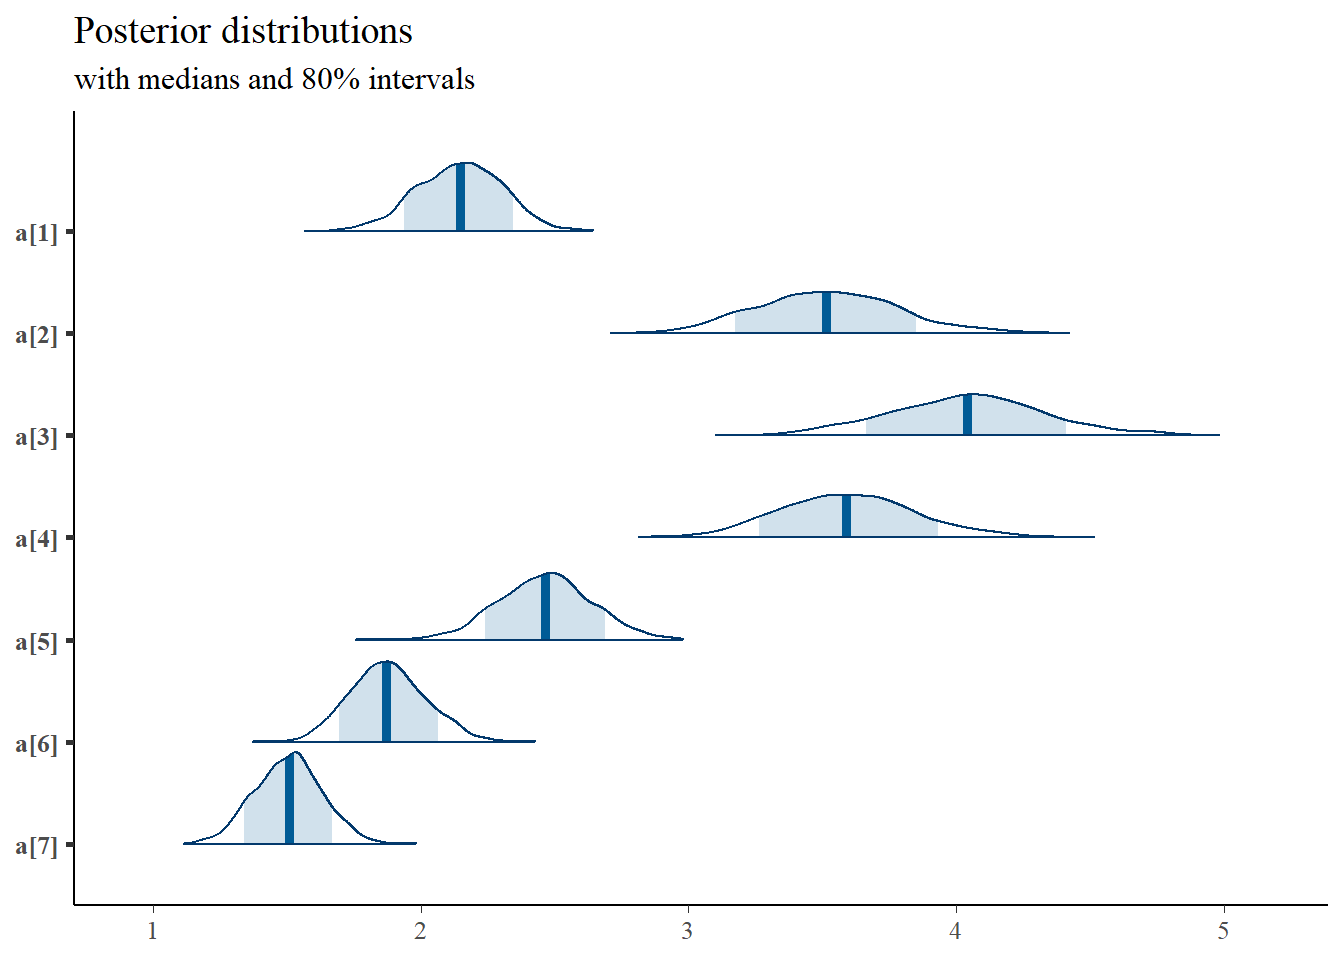 Posterior distributions
with medians and 80% intervals
a[1]
a[2]
a[3]
a[4]
a[5]
a[6]
a[7]
1 2 3 4 5